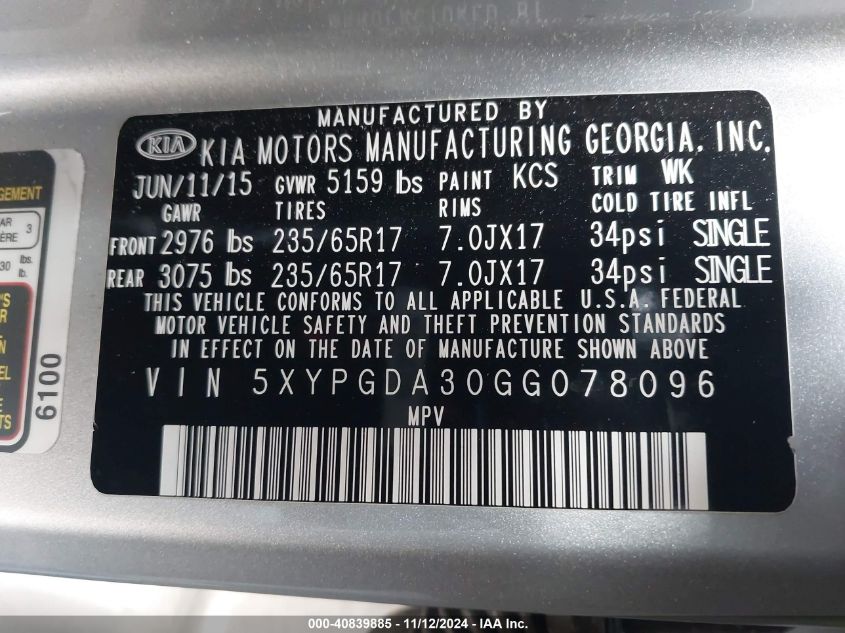 MANUFACTURED BY
KIA KIA MOTORS MANUFACTURING GEORGIA, INC.
JUN/11/15 GVWR 5159 lbs PAINT KCS TRIM WK
GAWR TIRES RIMS COLD TIRE INFL
FRONT 2976 lbs 235/65R17 7.0JX17 34psi SINGLE
REAR 3075 lbs 235/65R17 7.0JX17 34psi SINGLE
THIS VEHICLE CONFORMS TO ALL APPLICABLE U.S.A. FEDERAL
MOTOR VEHICLE SAFETY AND THEFT PREVENTION STANDARDS
IN EFFECT ON THE DATE OF MANUFACTURE SHOWN ABOVE
VIN 5XYPGDA30GG078096
MPV
6100
000-40839885 - 11/12/2024 - IAA Inc.